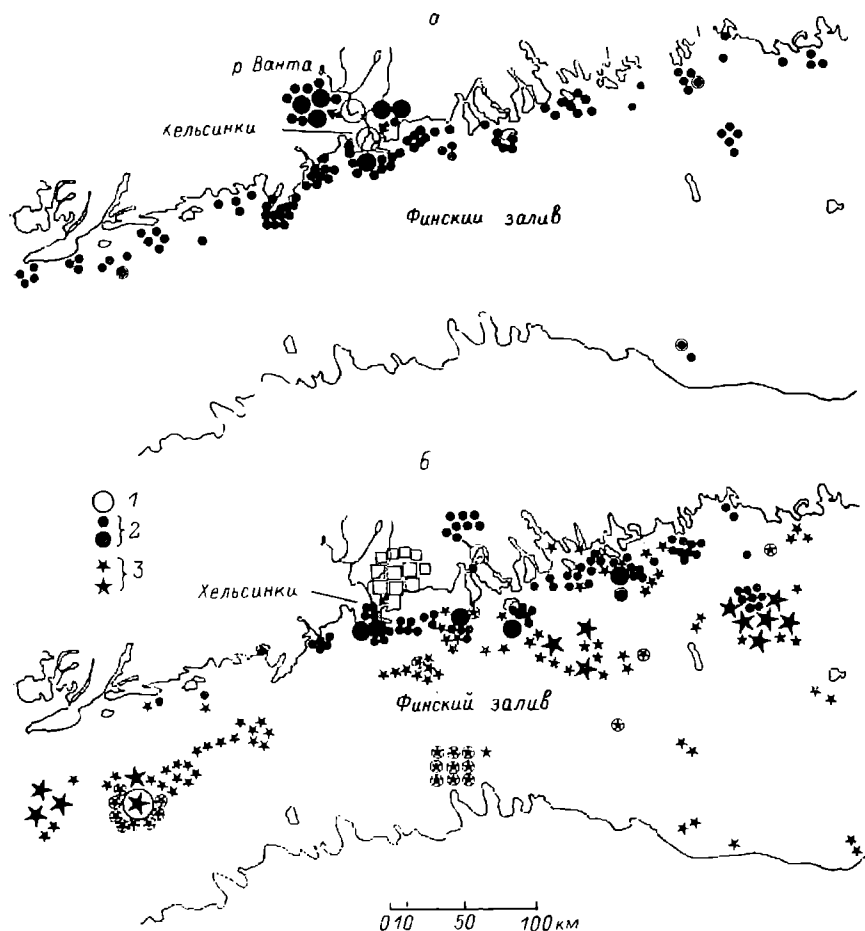 а
р Ванта
Хельсинки
Финский залив
б
1
2
3
Хельсинки
Финский залив
0 10 50 100 км